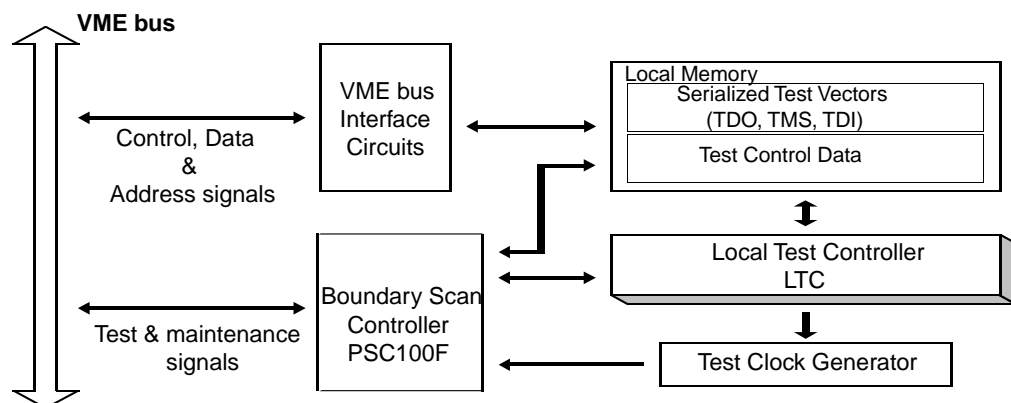 VME bus
Control, Data
&
Address signals
Test & maintenance
signals
VME bus
Interface
Circuits
Boundary Scan
Controller
PSC100F
Local Memory
Serialized Test Vectors
(TDO, TMS, TDI)
Test Control Data
Local Test Controller
LTC
Test Clock Generator